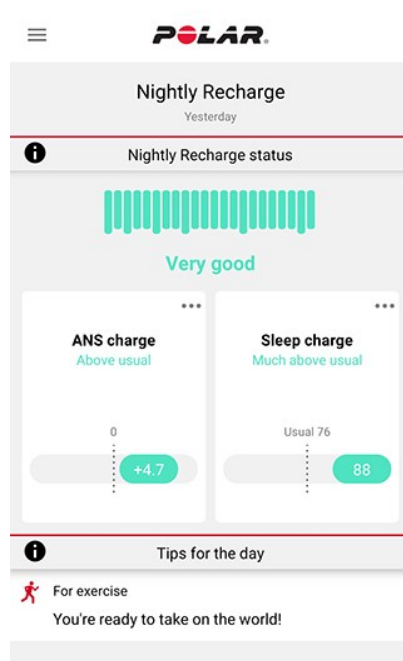 POLAR.
Nightly Recharge
Yesterday
Nightly Recharge status
Very good
ANS charge
Above usual
0
+4.7
Sleep charge
Much above usual
Usual 76
88
Tips for the day
For exercise
You're ready to take on the world!